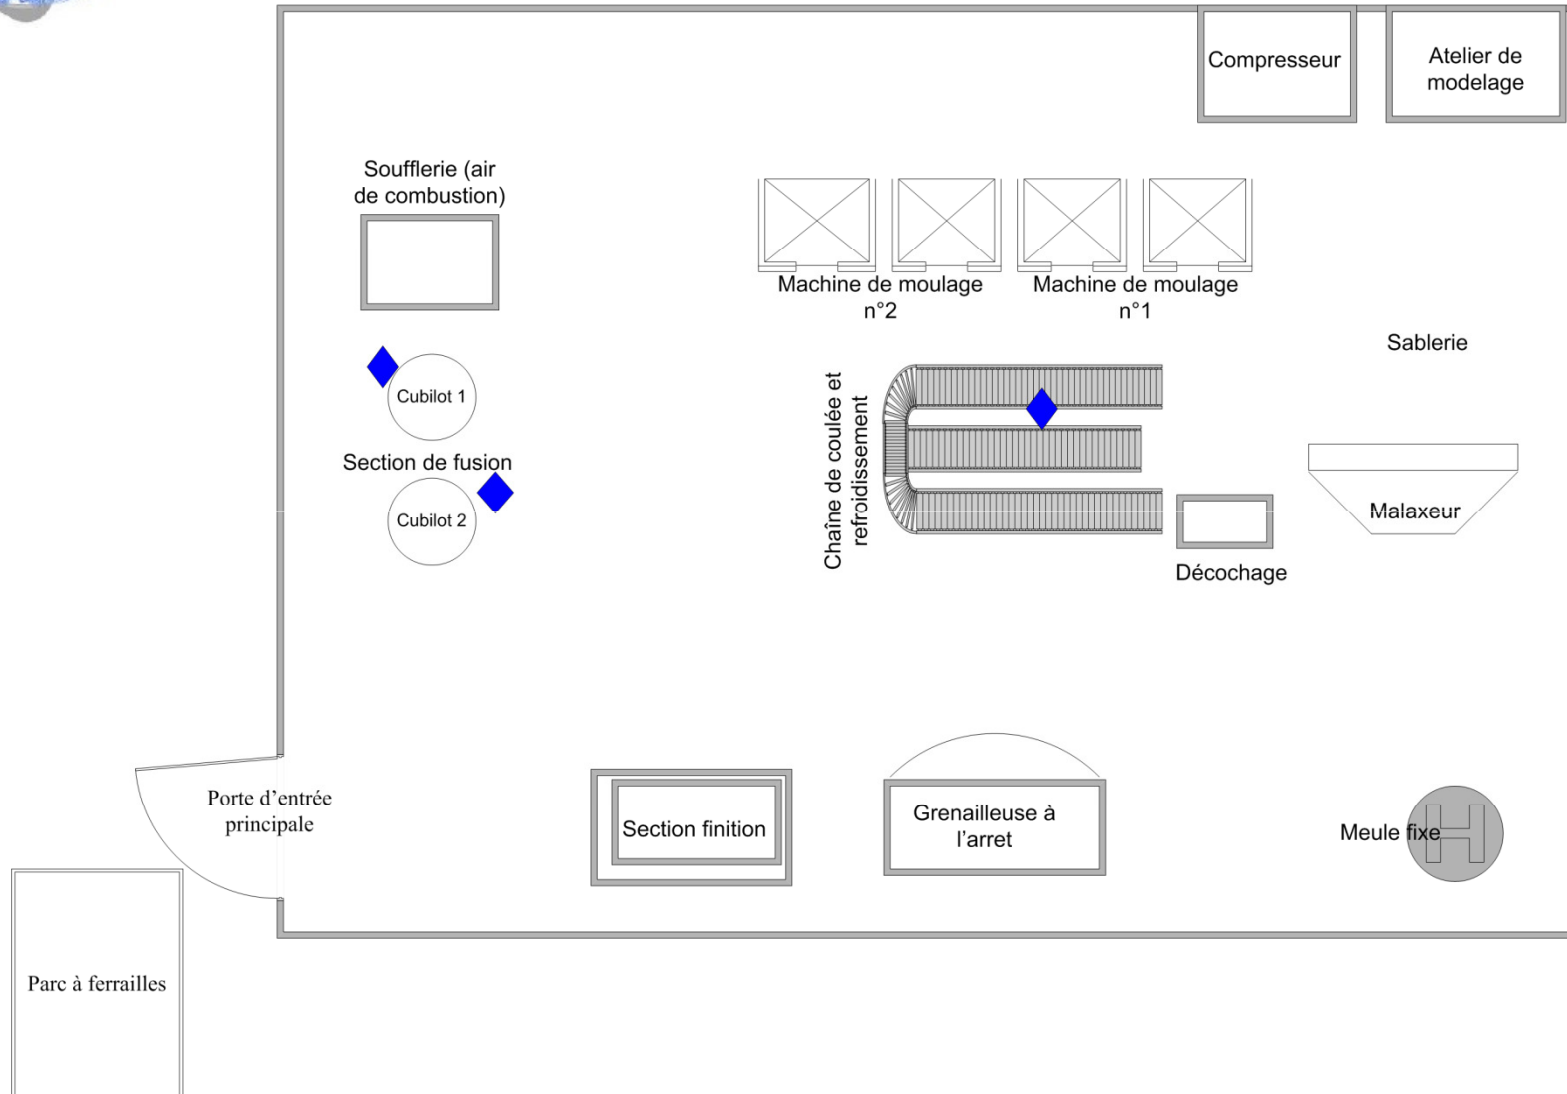 Compresseur
Atelier de
modelage
Soufflerie (air
de combustion)
Machine de moulage
n°2
Machine de moulage
n°1
Sablerie
Cubilot 1
Chaîne de coulée et
refroidissement
Section de fusion
Cubilot 2
Malaxeur
Décochage
Porte d'entrée
principale
Section finition
Grenailleuse à
l'arret
Meule fixe
Parc à ferrailles